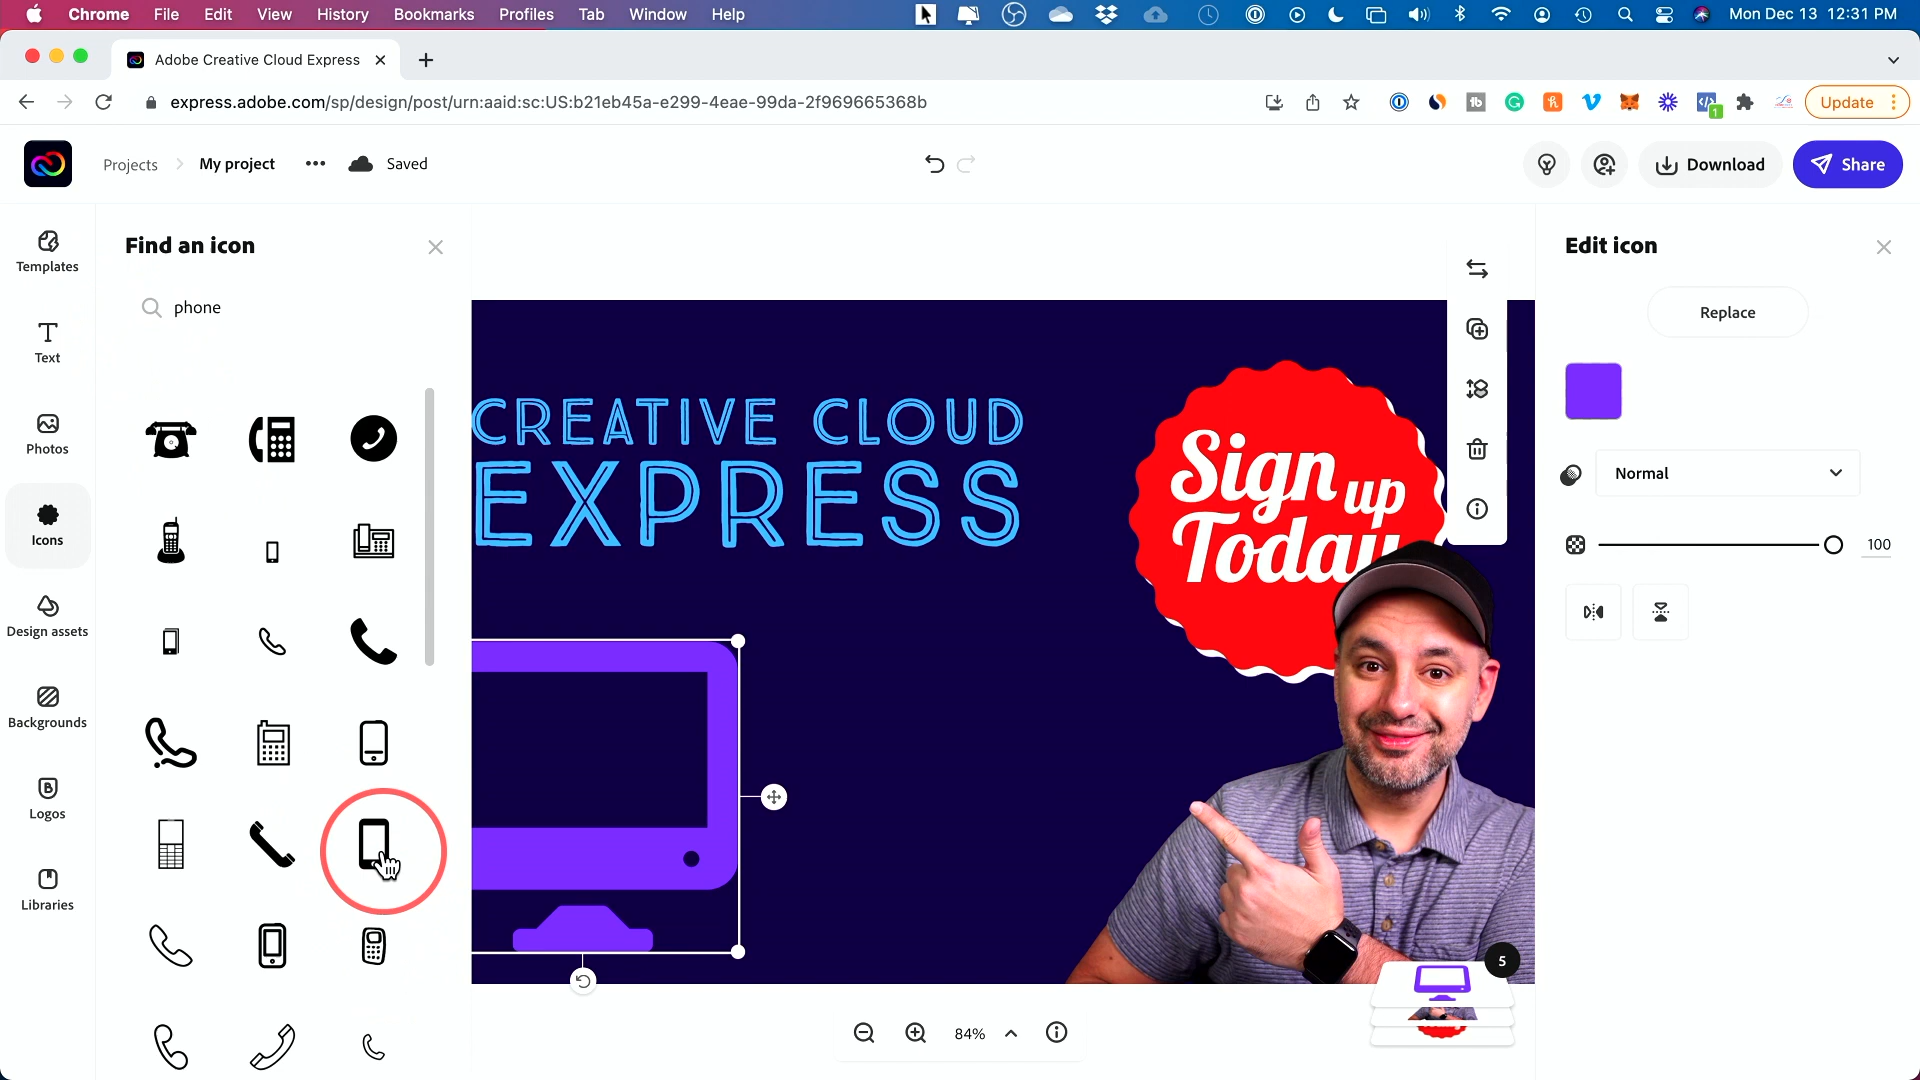 Chrome File Edit View History Bookmarks Profiles Tab Window Help Mon Dec 13 12:31 PM
Adobe Creative Cloud Express
express.adobe.com/sp/design/post/urn:aaid:sc:US:b21eb45a-e299-4eae-99da-2f969665368b
1
Update
Projects My project Saved Download Share
Templates
Text
Photos
Icons
Design assets
Backgrounds
Logos
Libraries
Find an icon
phone
CREATIVE CLOUD
EXPRESS
Sign up
Today
5
84%
Edit icon
Replace
Normal
100